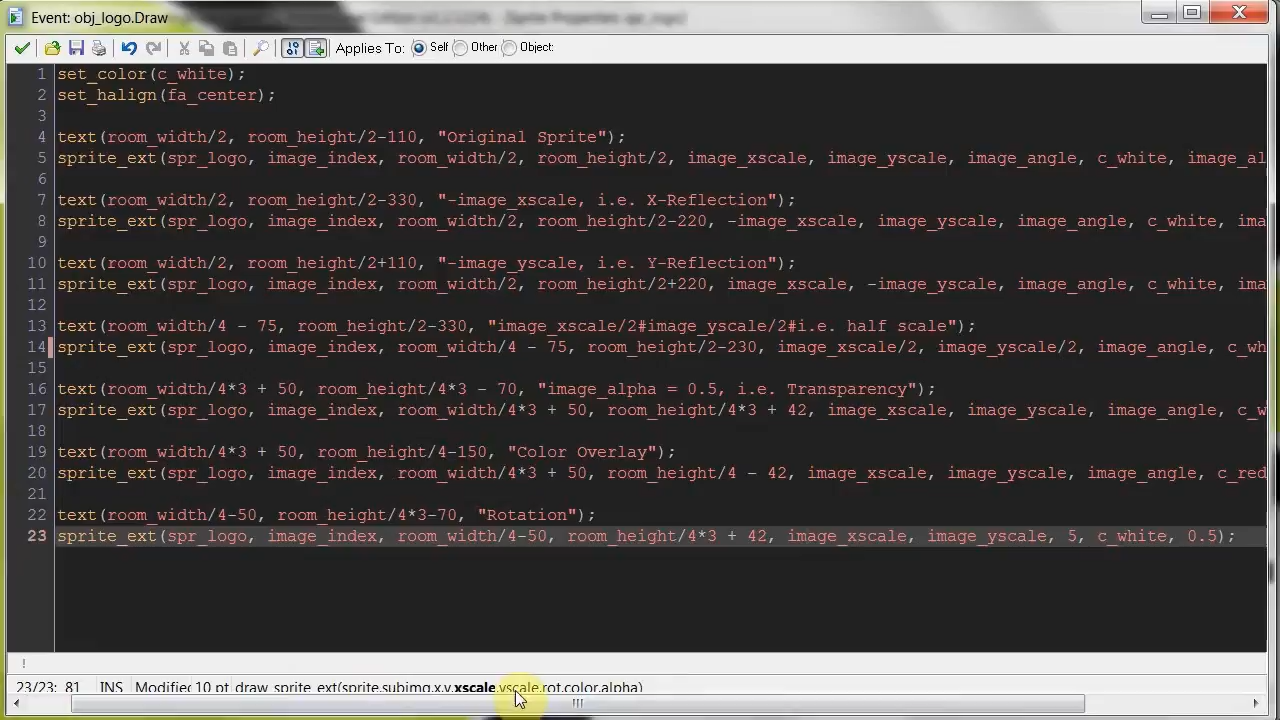 Event: obj_logo.Draw
Applies To: Self Other Object:
1 set_color(c_white);
2 set_halign(fa_center);
3
4 text(room_width/2, room_height/2-110, "Original Sprite");
5 sprite_ext(spr_logo, image_index, room_width/2, room_height/2, image_xscale, image_yscale, image_angle, c_white, image_al
6
7 text(room_width/2, room_height/2-330, "-image_xscale, i.e. X-Reflection");
8 sprite_ext(spr_logo, image_index, room_width/2, room_height/2-220, -image_xscale, image_yscale, image_angle, c_white, ima
9
10 text(room_width/2, room_height/2+110, "-image_yscale, i.e. Y-Reflection");
11 sprite_ext(spr_logo, image_index, room_width/2, room_height/2+220, image_xscale, -image_yscale, image_angle, c_white, ima
12
13 text(room_width/4 - 75, room_height/2-330, "image_xscale/2#image_yscale/2#i.e. half scale");
14 sprite_ext(spr_logo, image_index, room_width/4 - 75, room_height/2-230, image_xscale/2, image_yscale/2, image_angle, c_wh
15
16 text(room_width/4*3 + 50, room_height/4*3 - 70, "image_alpha = 0.5, i.e. Transparency");
17 sprite_ext(spr_logo, image_index, room_width/4*3 + 50, room_height/4*3 + 42, image_xscale, image_yscale, image_angle, c_w
18
19 text(room_width/4*3 + 50, room_height/4-150, "Color Overlay");
20 sprite_ext(spr_logo, image_index, room_width/4*3 + 50, room_height/4 - 42, image_xscale, image_yscale, image_angle, c_red
21
22 text(room_width/4-50, room_height/4*3-70, "Rotation");
23 sprite_ext(spr_logo, image_index, room_width/4-50, room_height/4*3 + 42, image_xscale, image_yscale, 5, c_white, 0.5);
!
23/23: 81 INS Modified 10 pt draw_sprite_ext(sprite,subimg,x,y,xscale,yscale,rot,color,alpha)